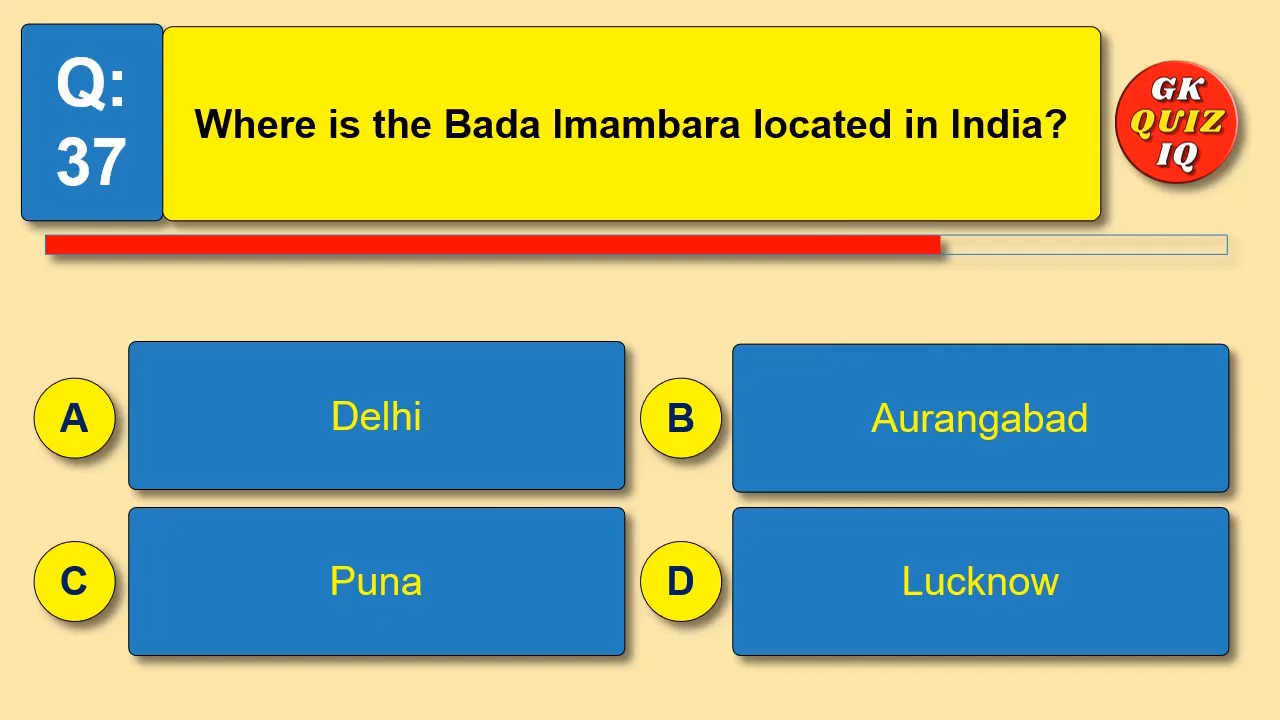 Q:
37
Where is the Bada Imambara located in India?
GK
QUIZ
IQ
A
Delhi
B
Aurangabad
C
Puna
D
Lucknow